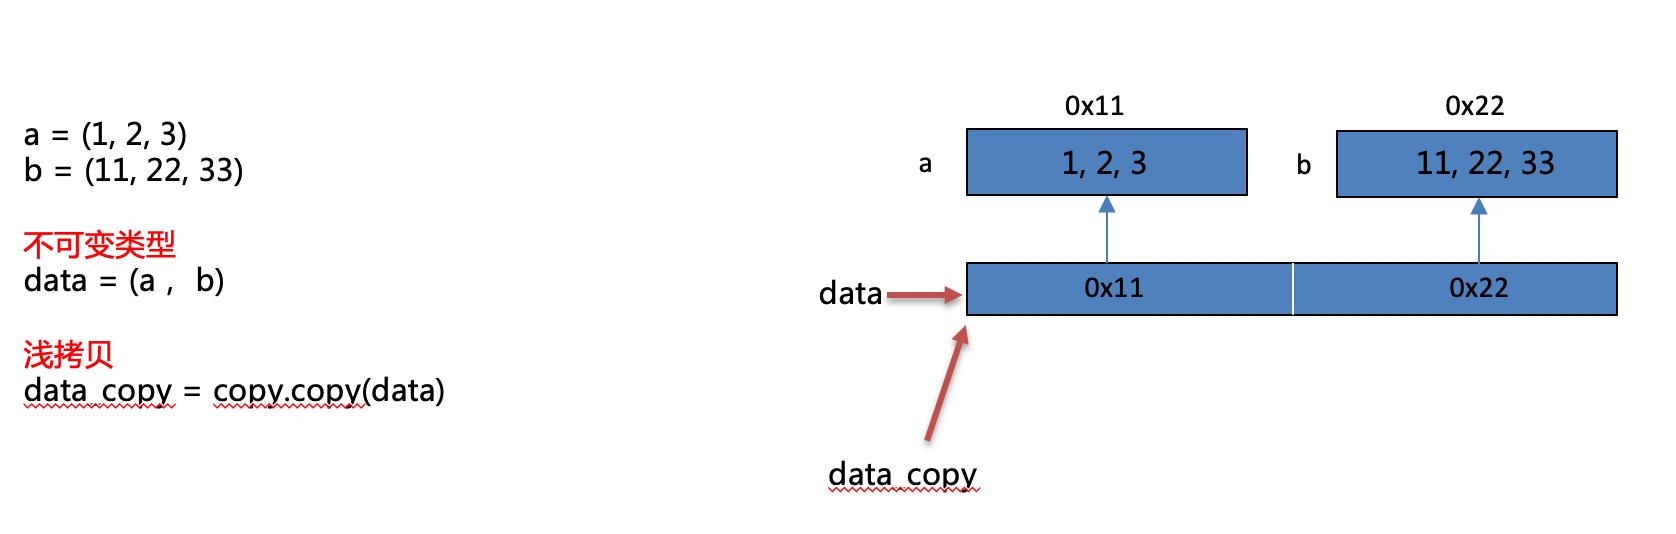 a = (1, 2, 3)
b = (11, 22, 33)
不可变类型
data = (a ,  b)
浅拷贝
data_copy = copy.copy(data)
0x11
0x22
a
1, 2, 3
b
11, 22, 33
data
0x11
0x22
data_copy